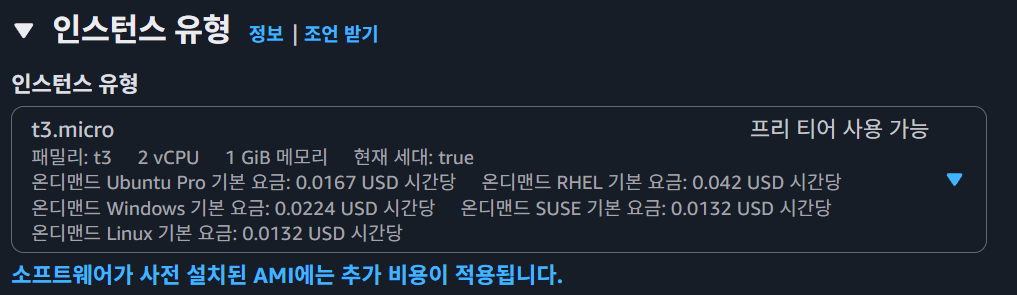 인스턴스 유형 정보 | 조언 받기
인스턴스 유형
t3.micro 프리 티어 사용 가능
패밀리: t3 2 vCPU 1 GiB 메모리 현재 세대: true
온디맨드 Ubuntu Pro 기본 요금: 0.0167 USD 시간당 온디맨드 RHEL 기본 요금: 0.042 USD 시간당
온디맨드 Windows 기본 요금: 0.0224 USD 시간당 온디맨드 SUSE 기본 요금: 0.0132 USD 시간당
온디맨드 Linux 기본 요금: 0.0132 USD 시간당
소프트웨어가 사전 설치된 AMI에는 추가 비용이 적용됩니다.